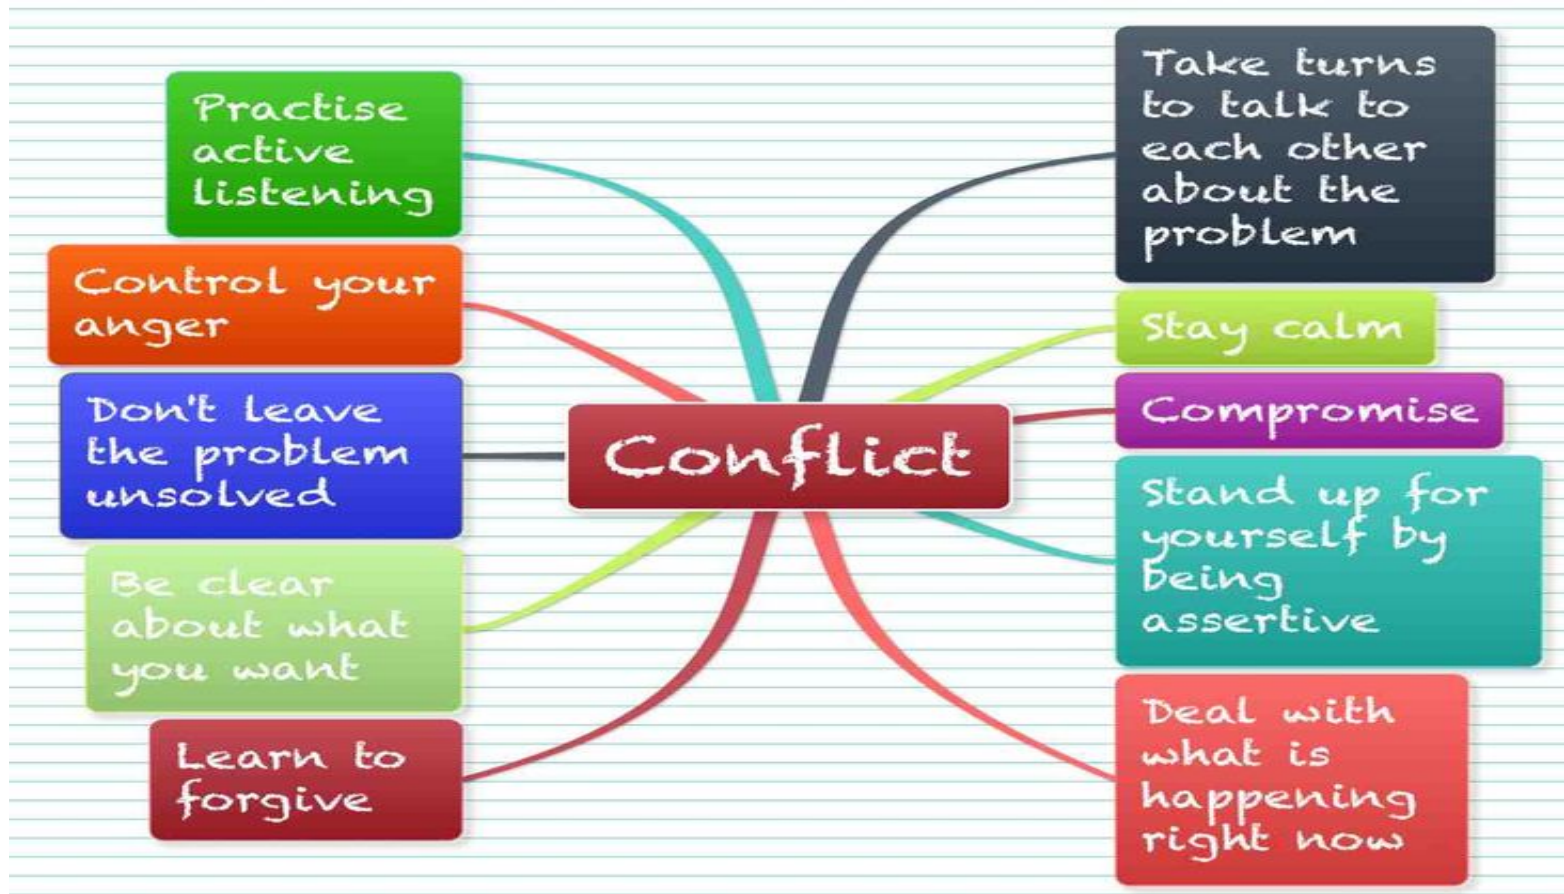 Practise
active
listening
Control your
anger
Don't leave
the problem
unsolved
Be clear
about what
you want
Learn to
forgive
Conflict
Take turns
to talk to
each other
about the
problem
Stay calm
Compromise
Stand up for
yourself by
being
assertive
Deal with
what is
happening
right now